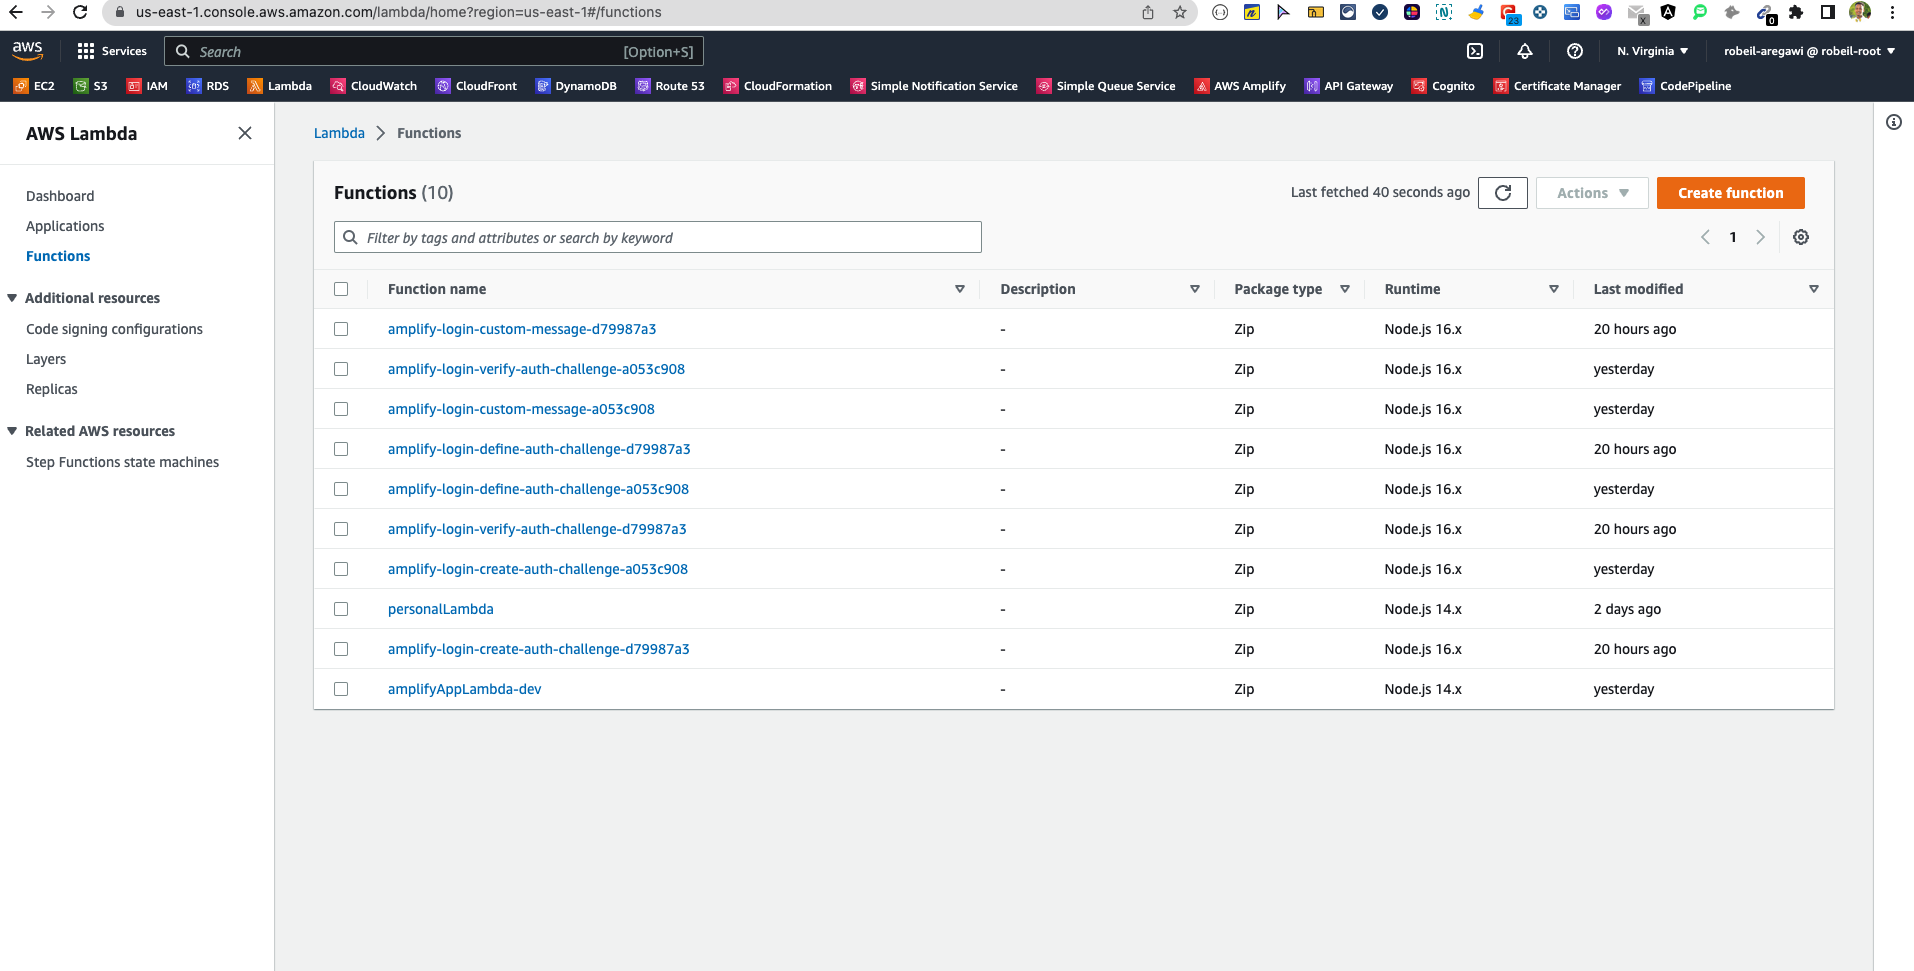 us-east-1.console.aws.amazon.com/lambda/home?region=us-east-1#/functions
23
X
0
aws
Services
Search
[Option+S]
N. Virginia
robeil-aregawi @ robeil-root
EC2 S3 IAM RDS Lambda CloudWatch CloudFront DynamoDB Route 53 CloudFormation Simple Notification Service Simple Queue Service AWS Amplify API Gateway Cognito Certificate Manager CodePipeline
AWS Lambda
Dashboard
Applications
Functions
Additional resources
Code signing configurations
Layers
Replicas
Related AWS resources
Step Functions state machines
Lambda > Functions
Functions (10)
Last fetched 40 seconds ago
Actions
Create function
Filter by tags and attributes or search by keyword
1
Function name Description Package type Runtime Last modified
amplify-login-custom-message-d79987a3 - Zip Node.js 16.x 20 hours ago
amplify-login-verify-auth-challenge-a053c908 - Zip Node.js 16.x yesterday
amplify-login-custom-message-a053c908 - Zip Node.js 16.x yesterday
amplify-login-define-auth-challenge-d79987a3 - Zip Node.js 16.x 20 hours ago
amplify-login-define-auth-challenge-a053c908 - Zip Node.js 16.x yesterday
amplify-login-verify-auth-challenge-d79987a3 - Zip Node.js 16.x 20 hours ago
amplify-login-create-auth-challenge-a053c908 - Zip Node.js 16.x yesterday
personalLambda - Zip Node.js 14.x 2 days ago
amplify-login-create-auth-challenge-d79987a3 - Zip Node.js 16.x 20 hours ago
amplifyAppLambda-dev - Zip Node.js 14.x yesterday